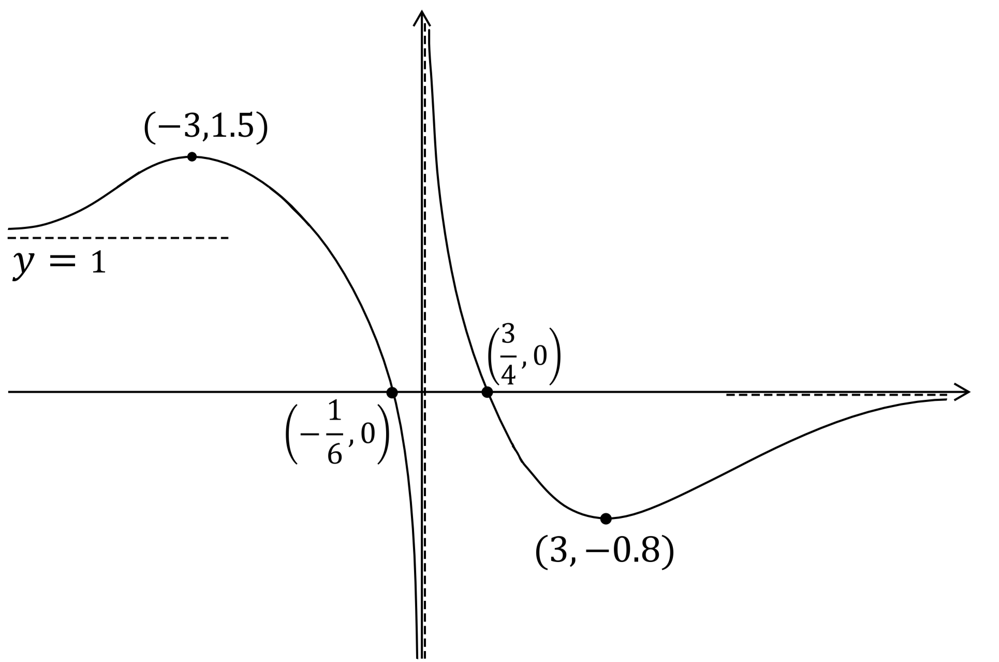 (−3,1.5)
y = 1
(3/4, 0)
(−1/6, 0)
(3, −0.8)